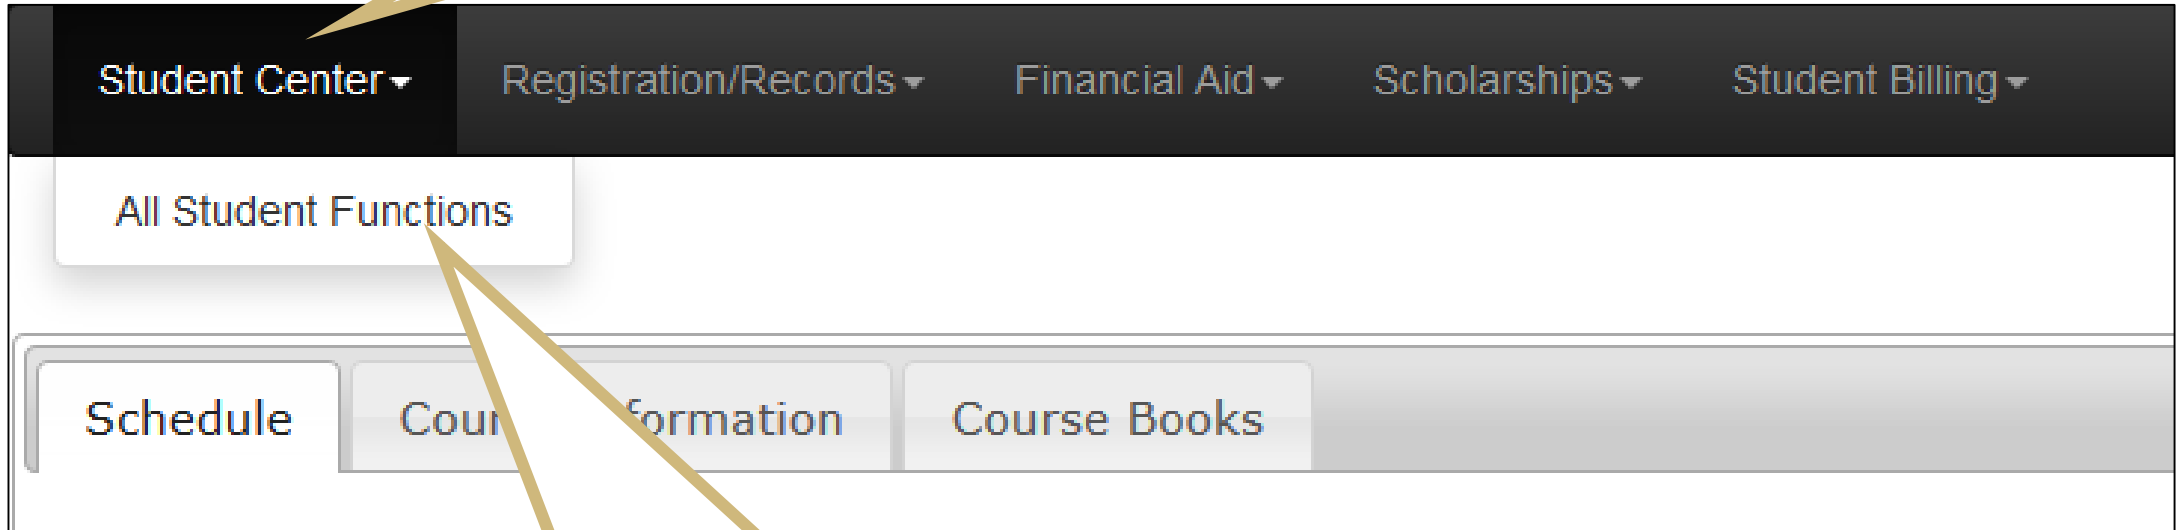 Student Center Registration/Records Financial Aid Scholarships Student Billing
All Student Functions
Schedule Course Books